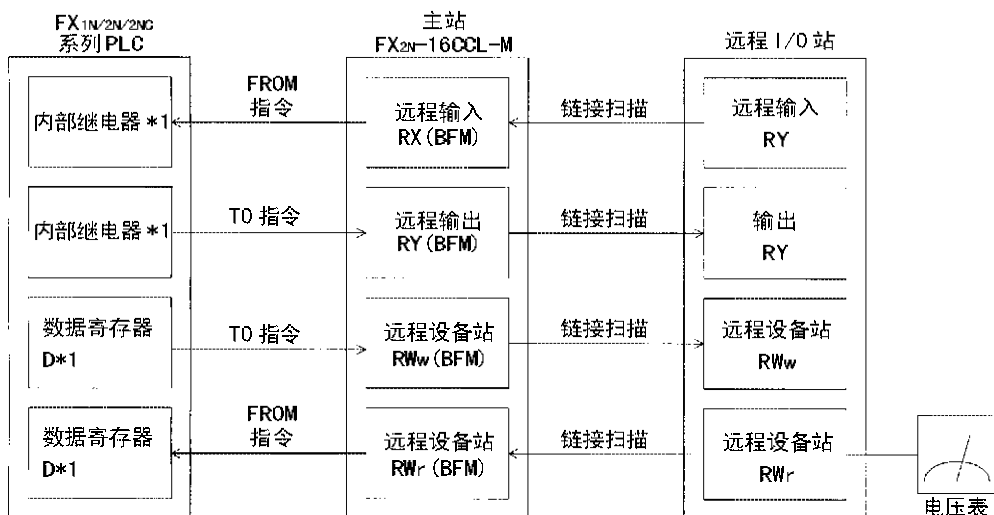 FX1N/2N/2NC
系列PLC
主站
FX2N-16CCL-M
远程I/O站
内部继电器*1
FROM
指令
远程输入
RX(BFM)
链接扫描
远程输入
RY
内部继电器*1
TO指令
远程输出
RY(BFM)
链接扫描
输出
RY
数据寄存器
D*1
TO指令
远程设备站
RWw(BFM)
链接扫描
远程设备站
RWw
数据寄存器
D*1
FROM
指令
远程设备站
RWr(BFM)
链接扫描
远程设备站
RWr
电压表